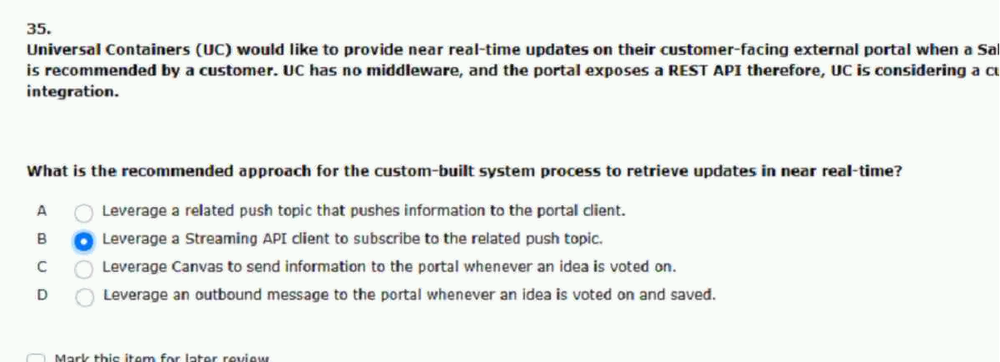 35.
Universal Containers (UC) would like to provide near real-time updates on their customer-facing external portal when a
is recommended by a customer. UC has no middleware, and the portal exposes a REST API therefore, UC is considering a
integration.
What is the recommended approach for the custom-built system process to retrieve updates in near real-time?
A Leverage a related push topic that pushes information to the portal client.
B Leverage a Streaming API client to subscribe to the related push topic.
C Leverage Canvas to send information to the portal whenever an idea is voted on.
D Leverage an outbound message to the portal whenever an idea is voted on and saved.
Mark this item for later review